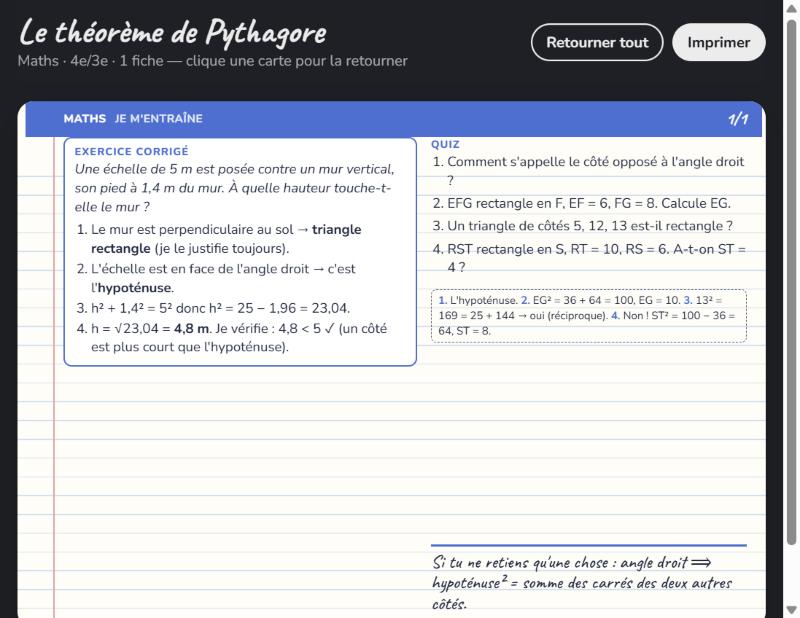 Le théorème de Pythagore
Maths · 4e/3e · 1 fiche — clique une carte pour la retourner
Retourner tout
Imprimer
MATHS JE M'ENTRAÎNE
1/1
EXERCICE CORRIGÉ
Une échelle de 5 m est posée contre un mur vertical,
son pied à 1,4 m du mur. À quelle hauteur touche-t-
elle le mur ?
1. Le mur est perpendiculaire au sol → triangle
rectangle (je le justifie toujours).
2. L'échelle est en face de l'angle droit → c'est
l'hypoténuse.
3. h² + 1,4² = 5² donc h² = 25 − 1,96 = 23,04.
4. h = √23,04 = 4,8 m. Je vérifie : 4,8 < 5 ✓ (un côté
est plus court que l'hypoténuse).
QUIZ
1. Comment s'appelle le côté opposé à l'angle droit
?
2. EFG rectangle en F, EF = 6, FG = 8. Calcule EG.
3. Un triangle de côtés 5, 12, 13 est-il rectangle ?
4. RST rectangle en S, RT = 10, RS = 6. A-t-on ST =
4 ?
1. L'hypoténuse. 2. EG² = 36 + 64 = 100, EG = 10. 3. 13² =
169 = 25 + 144 → oui (réciproque). 4. Non ! ST² = 100 − 36 =
64, ST = 8.
Si tu ne retiens qu'une chose : angle droit ⟹
hypoténuse² = somme des carrés des deux autres
côtés.